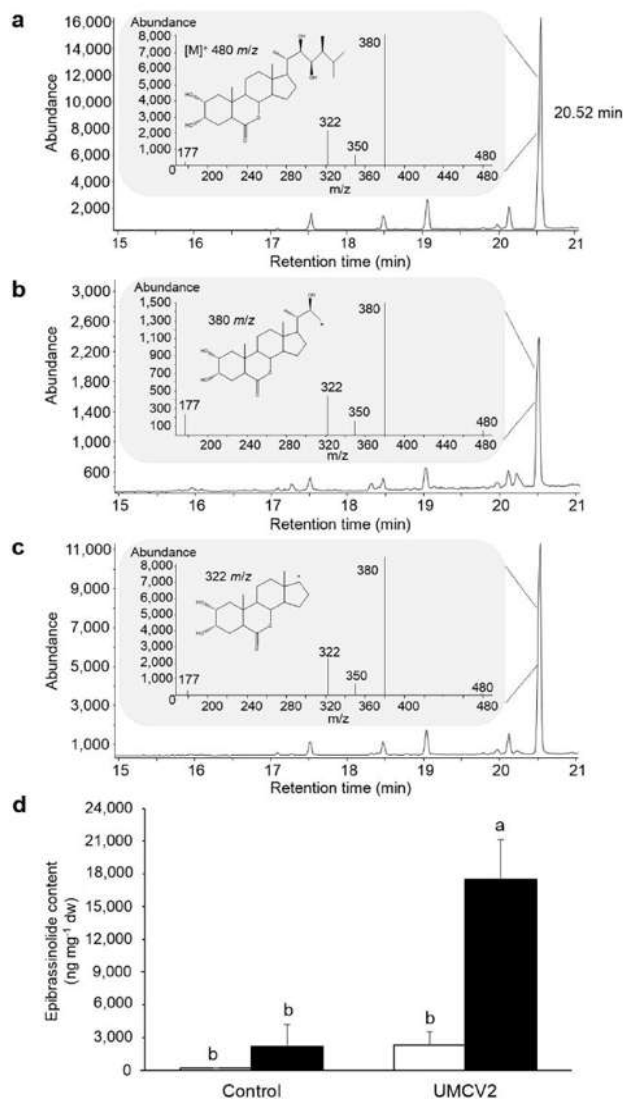 a
Abundance
16,000
14,000
12,000
10,000
8,000
6,000
4,000
2,000
Abundance
8,000
7,000
6,000
5,000
4,000
3,000
2,000
1,000
0
[M]+ 480 m/z
OH
OH
HO
HO
O
O
177
322
350
380
480
200 240 280 320 360 400 440 480
m/z
20.52 min
15 16 17 18 19 20 21
Retention time (min)
b
Abundance
3,000
2,600
2,200
1,800
1,400
1,000
600
Abundance
1,500
1,300
1,100
900
700
500
300
100
380 m/z
OH
HO
HO
177
322
350
380
480
200 240 280 320 360 400 440 480
m/z
15 16 17 18 19 20 21
Retention time (min)
c
Abundance
11,000
9,000
7,000
5,000
3,000
1,000
Abundance
8,000
7,000
6,000
5,000
4,000
3,000
2,000
1,000
0
322 m/z
HO
HO
177
322
350
380
480
200 240 280 320 360 400 440 480
m/z
15 16 17 18 19 20 21
Retention time (min)
d
Epibrassinolide content
(ng mg-1 dw)
24,000
21,000
18,000
15,000
12,000
9,000
6,000
3,000
0
b
b
b
a
Control
UMCV2